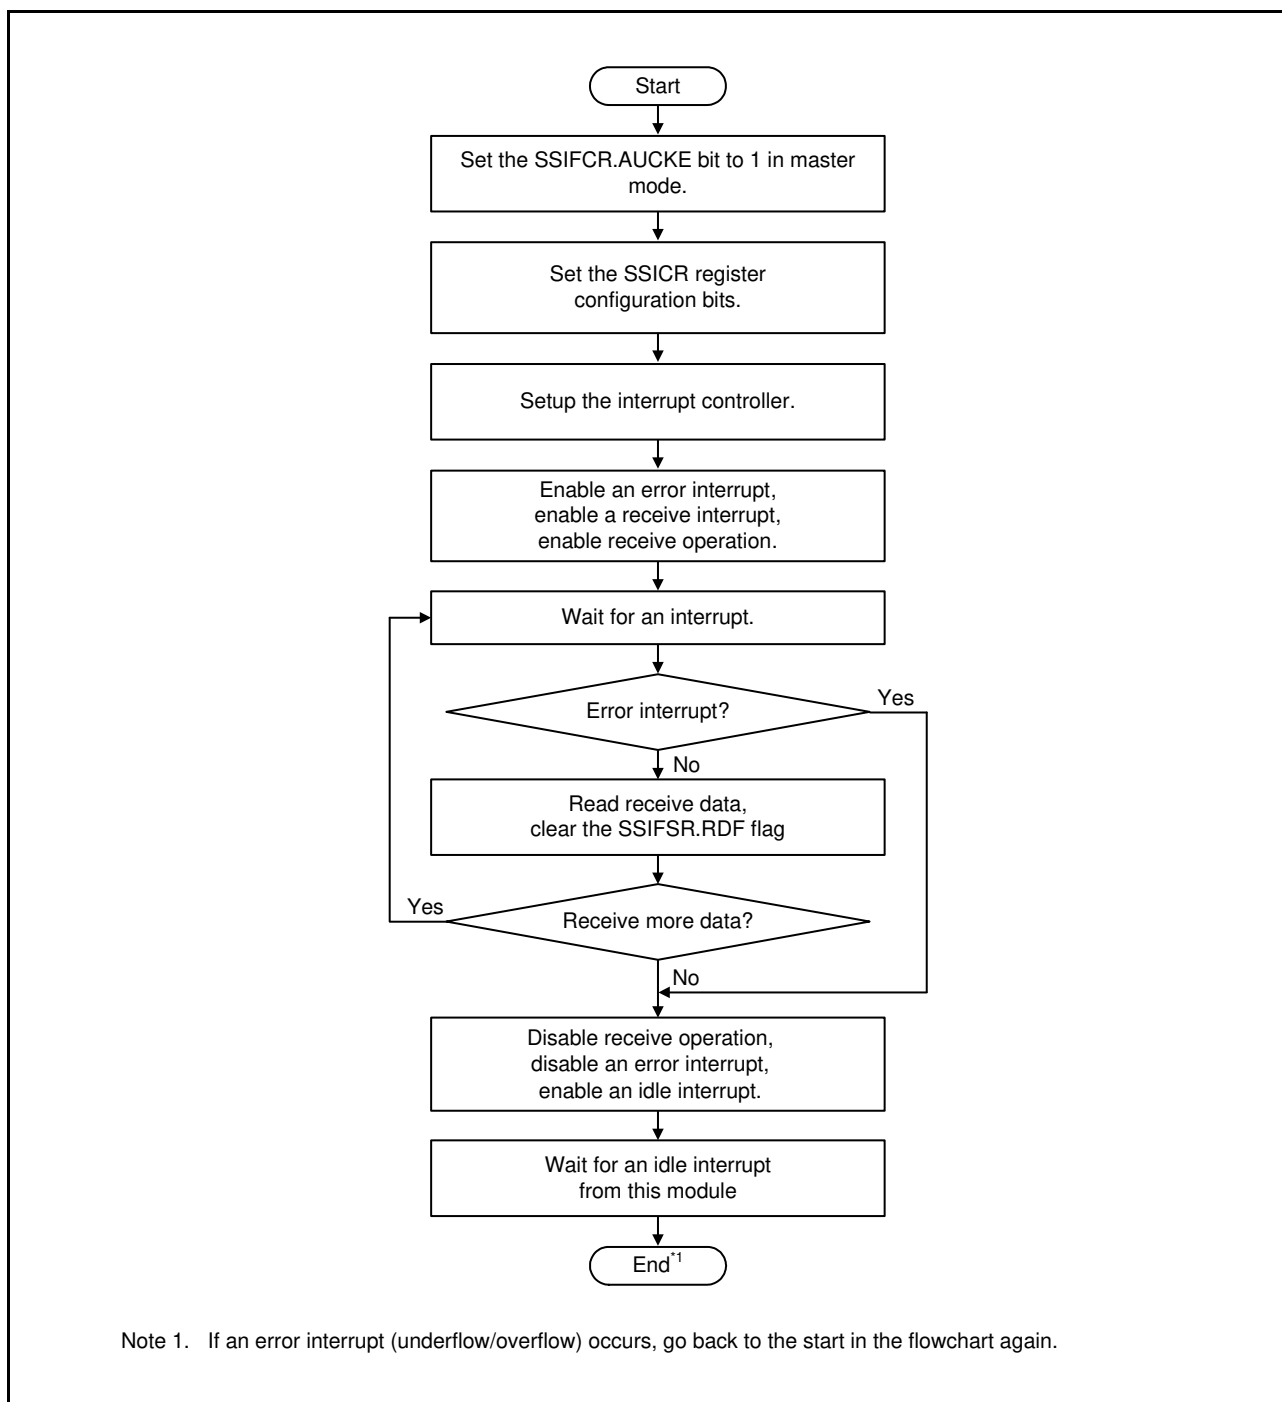 Start
Set the SSIFCR.AUCKE bit to 1 in master
mode.
Set the SSICR register
configuration bits.
Setup the interrupt controller.
Enable an error interrupt,
enable a receive interrupt,
enable receive operation.
Wait for an interrupt.
Error interrupt?
Yes
No
Read receive data,
clear the SSIFSR.RDF flag
Yes
Receive more data?
No
Disable receive operation,
disable an error interrupt,
enable an idle interrupt.
Wait for an idle interrupt
from this module
End*1
Note 1. If an error interrupt (underflow/overflow) occurs, go back to the start in the flowchart again.